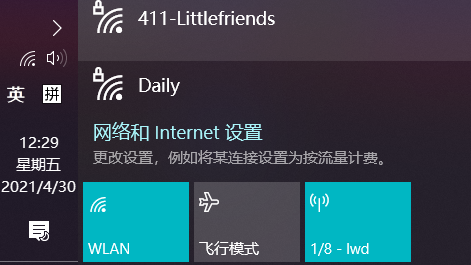 411-Littlefriends
Daily
英 拼
网络和 Internet 设置
更改设置，例如将某连接设置为按流量计费。
12:29
星期五
2021/4/30
WLAN
飞行模式
1/8 - lwd